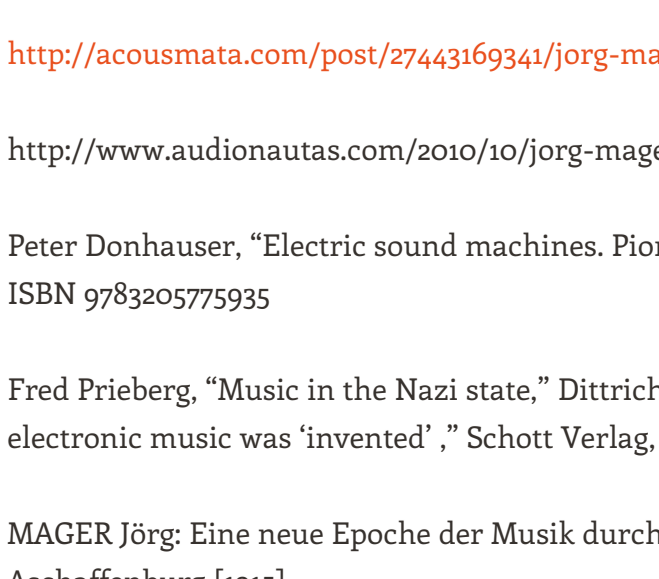 http://acousmata.com/post/27443169341/jorg-ma
http://www.audionautas.com/2010/10/jorg-mage
Peter Donhauser, “Electric sound machines. Pion
ISBN 9783205775935
Fred Prieberg, “Music in the Nazi state,” Dittrich
electronic music was ‘invented’ ,” Schott Verlag,
MAGER Jörg: Eine neue Epoche der Musik durch